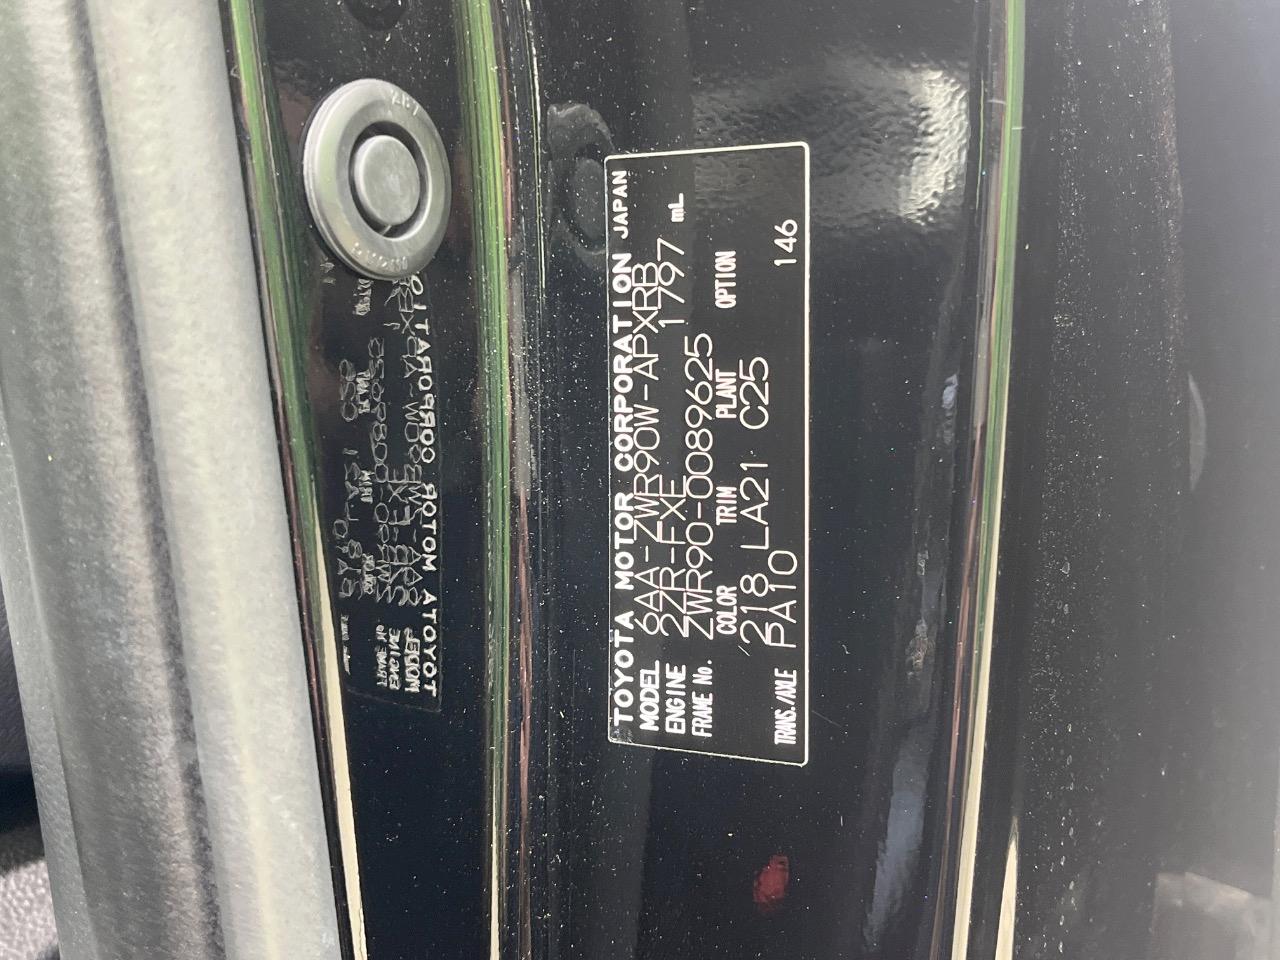 TOYOTA MOTOR CORPORATION JAPAN
MODEL 6AA-ZWR90W-APXRB
ENGINE 2ZR-FXE 1797 mL
FRAME No. ZWR90-0089625
COLOR TRIM PLANT OPTION
218 LA21 C25
TRANS./AXLE PA10 146